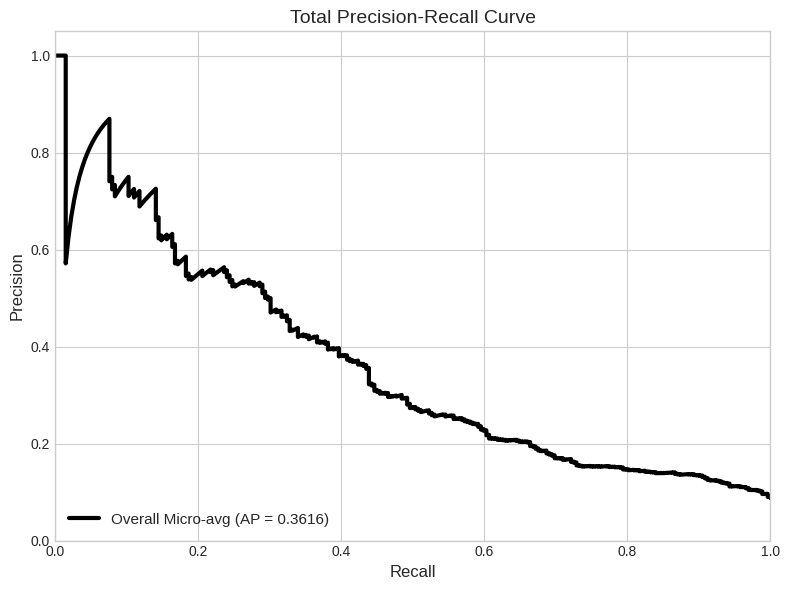 Total Precision-Recall Curve
Precision
1.0
0.8
0.6
0.4
0.2
0.0
Overall Micro-avg (AP = 0.3616)
0.0 0.2 0.4 0.6 0.8 1.0
Recall